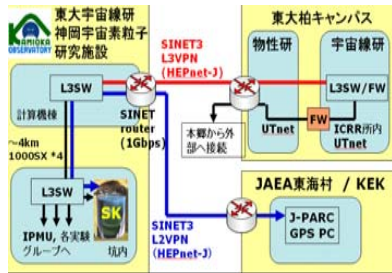 KAMIOKA
OBSERVATORY
東大宇宙線研
神岡宇宙素粒子
研究施設
L3SW
計算機棟
~4km
1000SX *4
L3SW
SK
IPMU, 各実験
グループへ
坑内
SINET3
L3VPN
(HEPnet-J)
SINET
router
(1Gbps)
本郷から外
部へ接続
SINET3
L2VPN
(HEPnet-J)
東大柏キャンパス
物性研
宇宙線研
L3SW/FW
FW
UTnet
ICRR所内
UTnet
JAEA東海村 / KEK
J-PARC
GPS PC